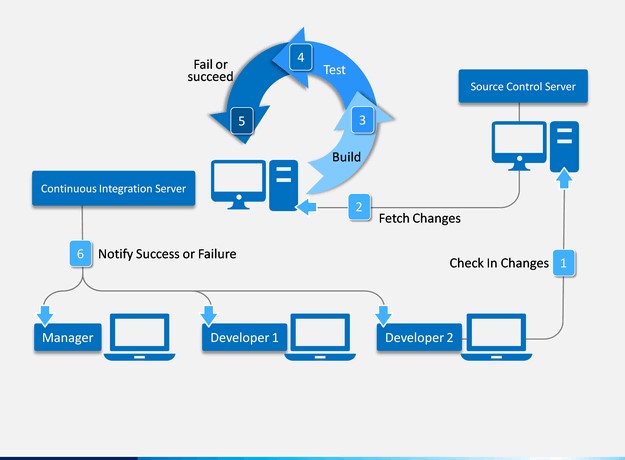 Fail or
succeed
4
Test
Source Control Server
5
3
Build
Continuous Integration Server
2
Fetch Changes
6
Notify Success or Failure
Check In Changes
1
Manager
Developer 1
Developer 2